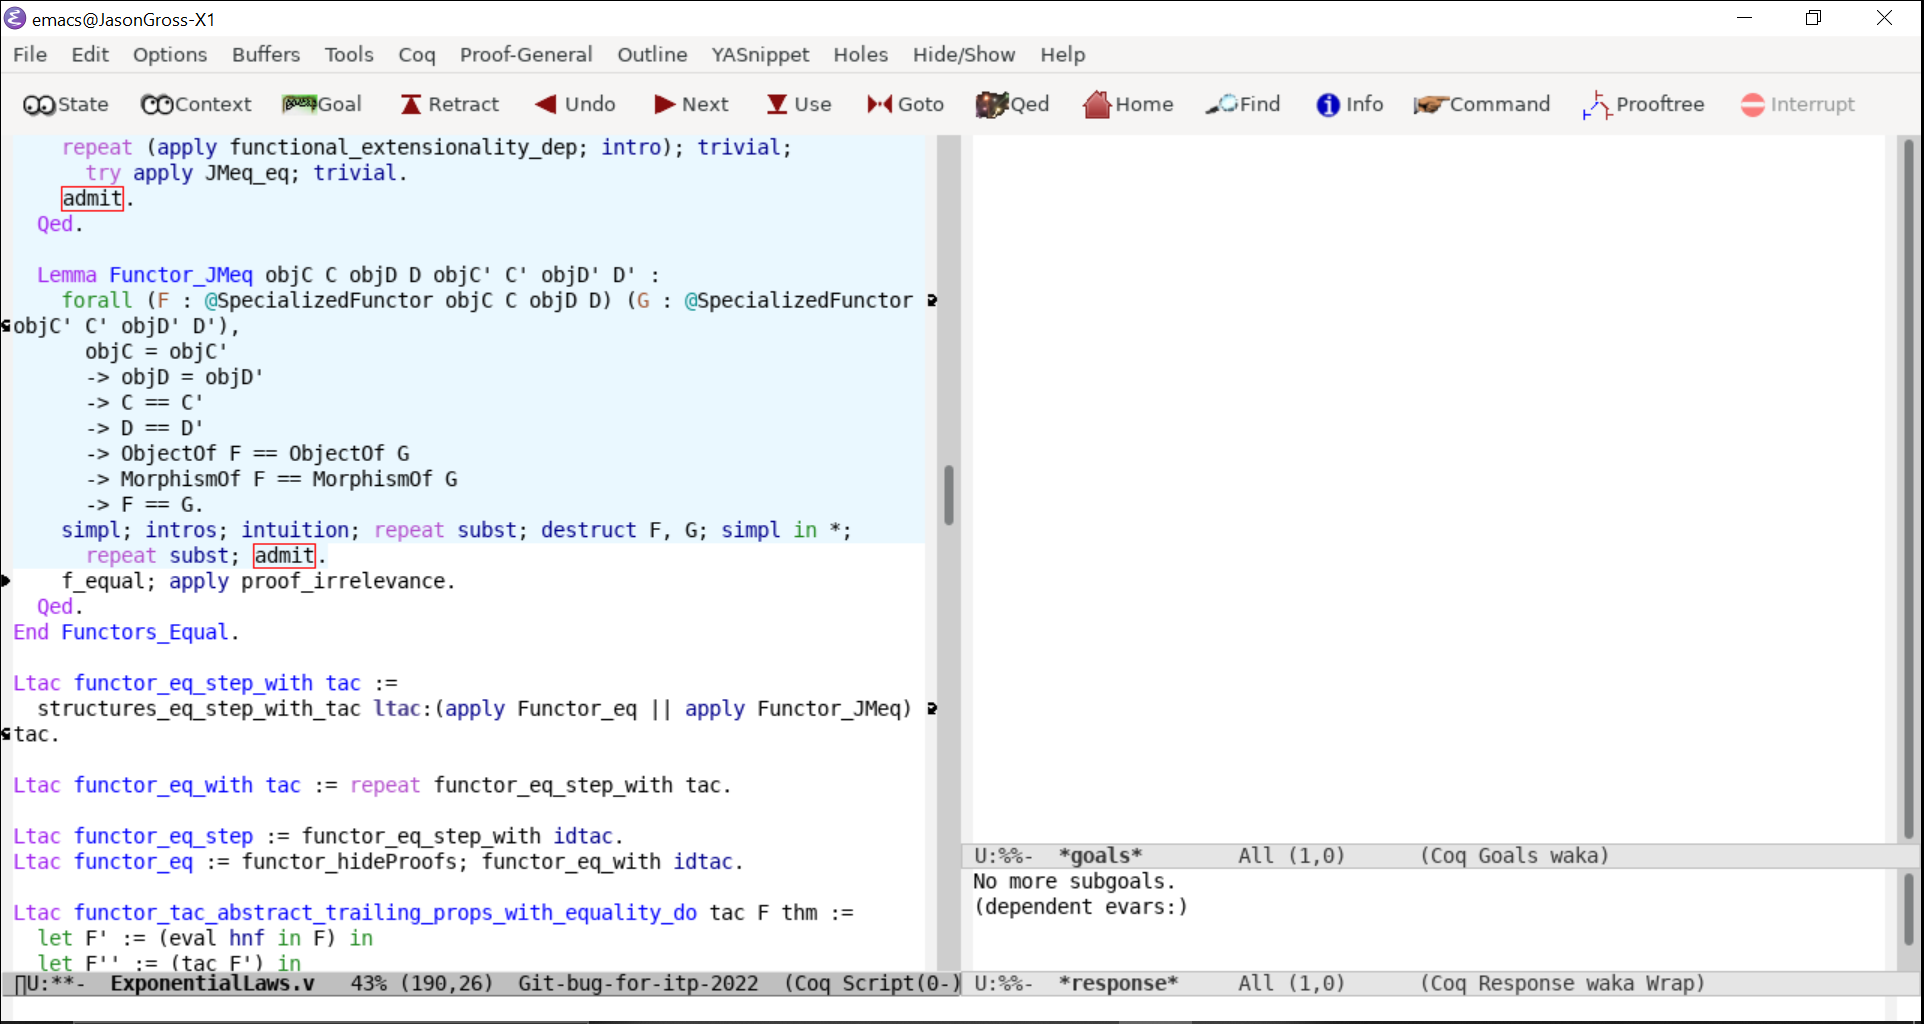 emacs@JasonGross-X1
File Edit Options Buffers Tools Coq Proof-General Outline YASnippet Holes Hide/Show Help
State Context Goal Retract Undo Next Use Goto Qed Home Find Info Command Prooftree Interrupt
repeat (apply functional_extensionality_dep; intro); trivial;
try apply JMeq_eq; trivial.
admit.
Qed.
Lemma Functor_JMeq objC C objD D objC' C' objD' D' :
forall (F : @SpecializedFunctor objC C objD D) (G : @SpecializedFunctor
objC' C' objD' D'),
objC = objC'
-> objD = objD'
-> C == C'
-> D == D'
-> ObjectOf F == ObjectOf G
-> MorphismOf F == MorphismOf G
-> F == G.
simpl; intros; intuition; repeat subst; destruct F, G; simpl in *;
repeat subst; admit.
f_equal; apply proof_irrelevance.
Qed.
End Functors_Equal.
Ltac functor_eq_step_with tac :=
structures_eq_step_with_tac ltac:(apply Functor_eq || apply Functor_JMeq)
tac.
Ltac functor_eq_with tac := repeat functor_eq_step_with tac.
Ltac functor_eq_step := functor_eq_step_with idtac.
Ltac functor_eq := functor_hideProofs; functor_eq_with idtac.
Ltac functor_tac_abstract_trailing_props_with_equality_do tac F thm :=
let F' := (eval hnf in F) in
let F'' := (tac F') in
U:**-  ExponentialLaws.v   43% (190,26)  Git-bug-for-itp-2022  (Coq Script(0-)
U:%%-  *goals*        All (1,0)      (Coq Goals waka)
No more subgoals.
(dependent evars:)
U:%%-  *response*     All (1,0)      (Coq Response waka Wrap)